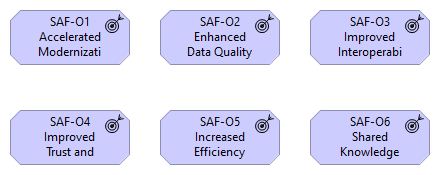 SAF-O1
Accelerated
Modernizati
SAF-O2
Enhanced
Data Quality
SAF-O3
Improved
Interoperabi
SAF-O4
Improved
Trust and
SAF-O5
Increased
Efficiency
SAF-O6
Shared
Knowledge